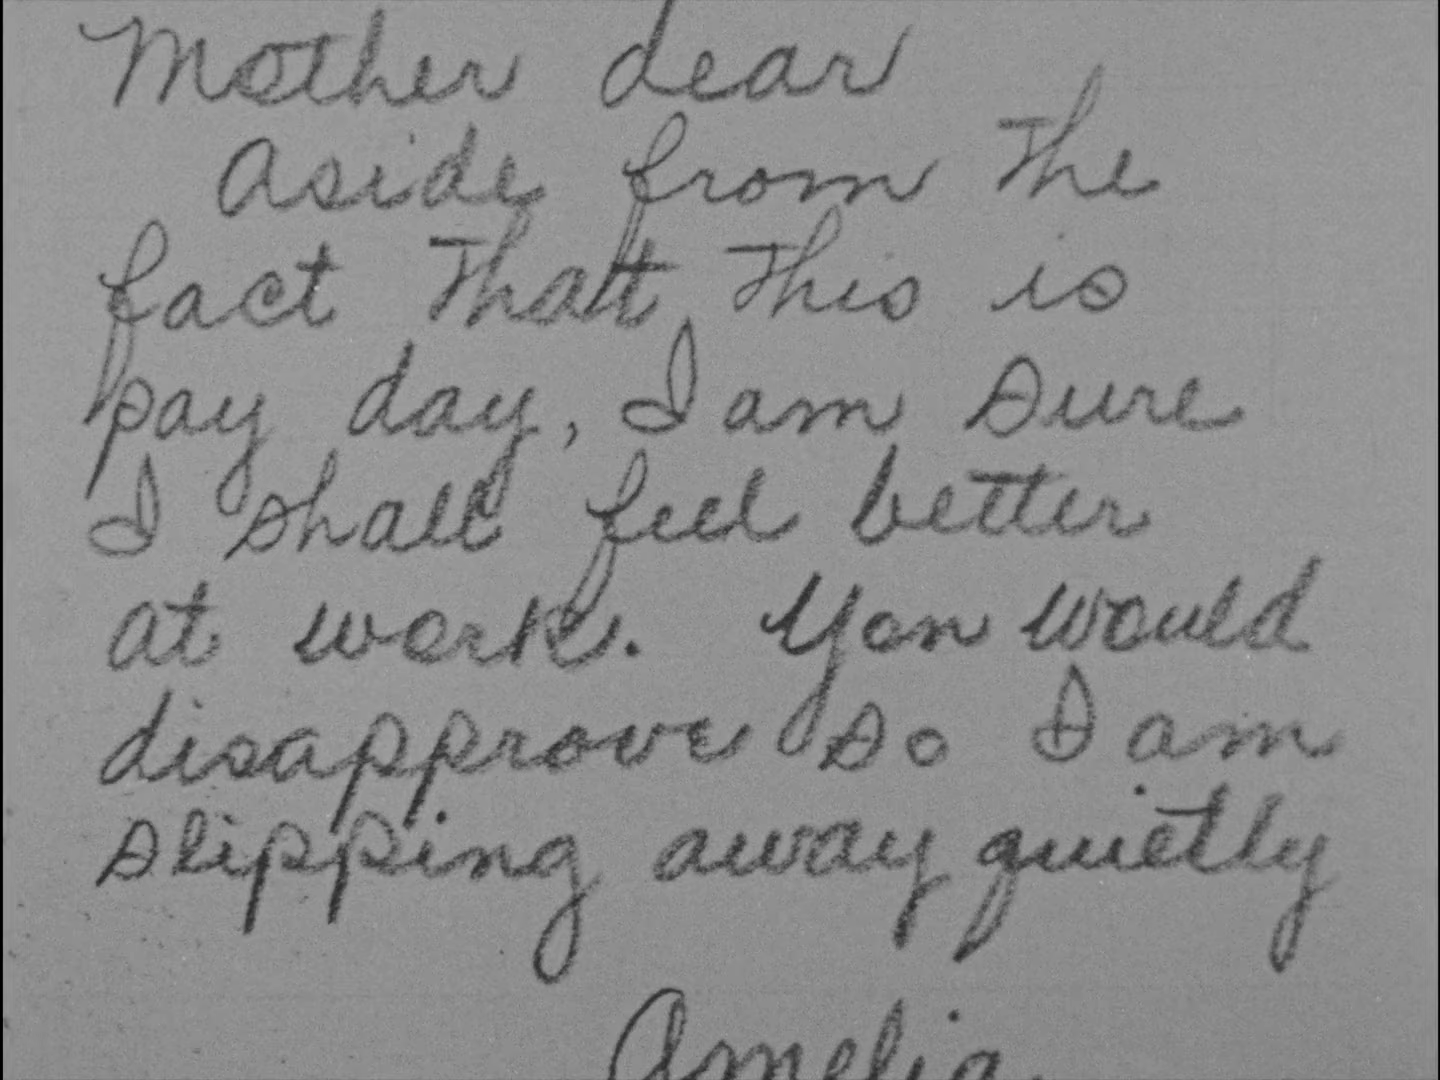 Mother dear
Aside from the
fact that this is
pay day, I am sure
I shall feel better
at work. You would
disapprove so I am
slipping away quietly
Amelia